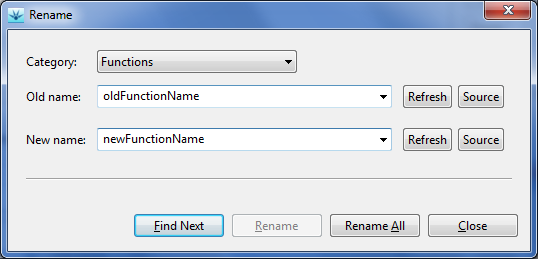 Rename
Category: Functions
Old name: oldFunctionName Refresh Source
New name: newFunctionName Refresh Source
Find Next Rename Rename All Close